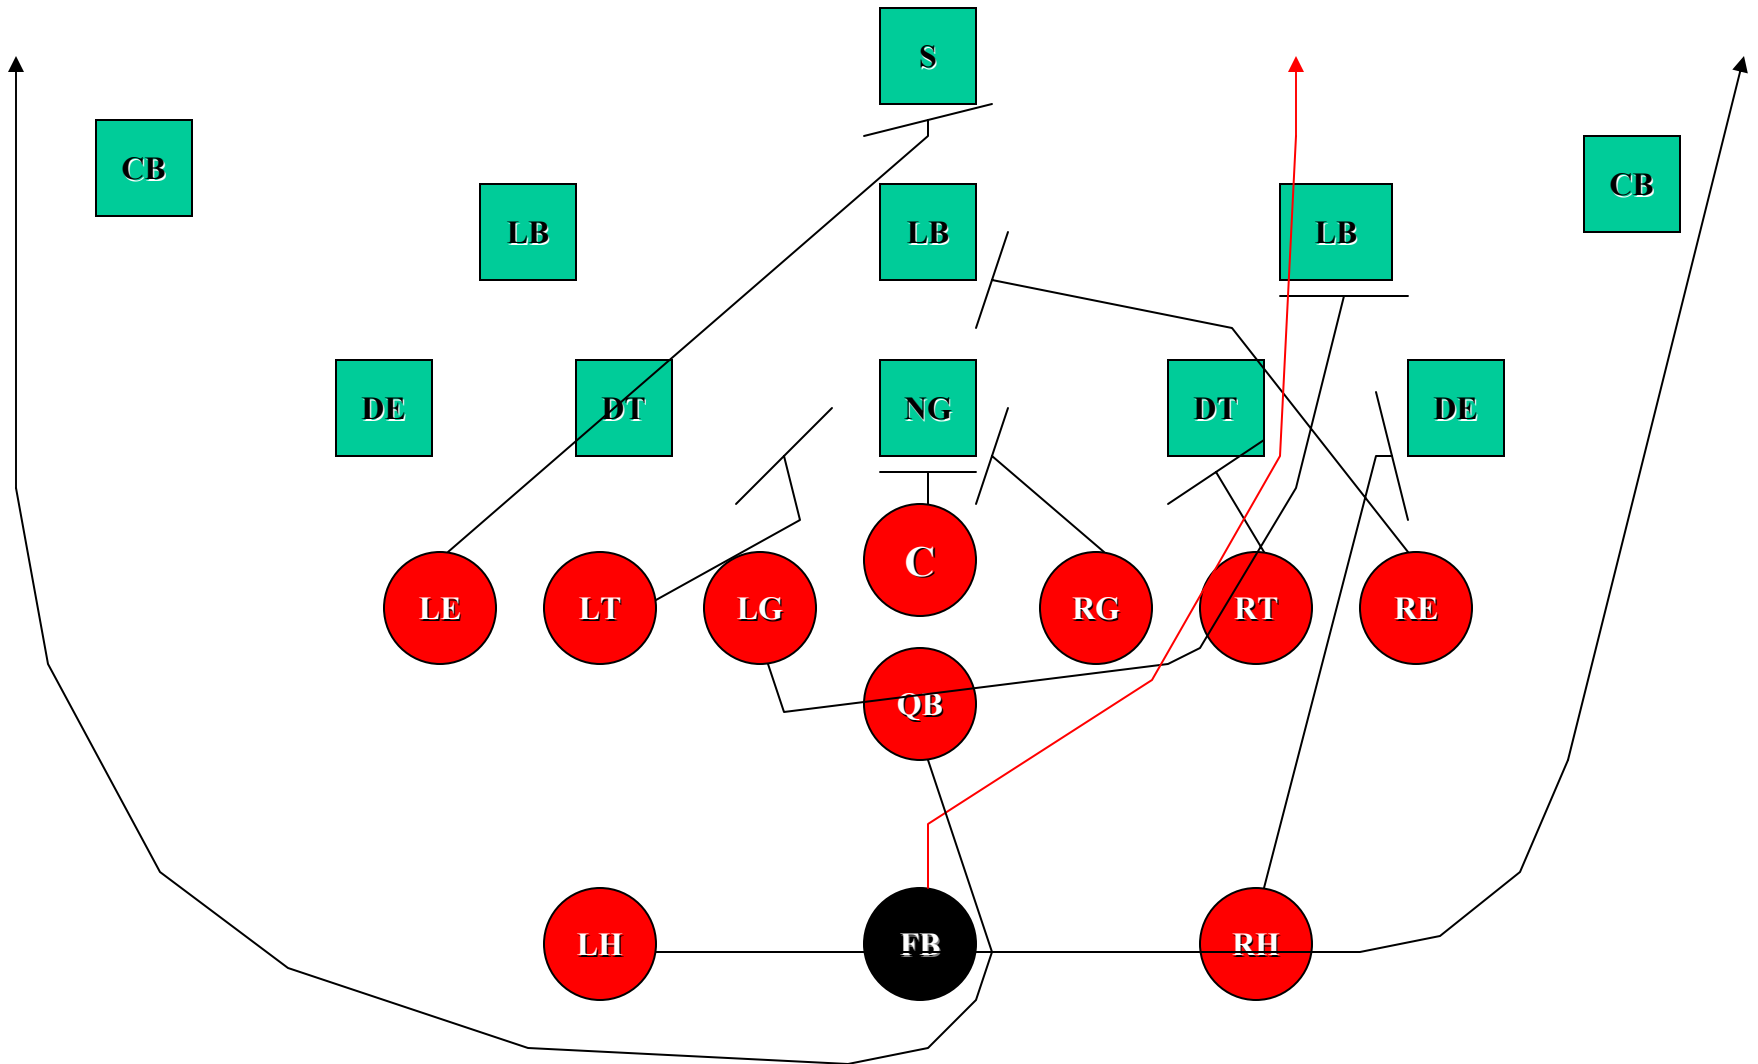 S
CB
CB
LB
LB
LB
DE
DT
NG
DT
DE
C
LE
LT
LG
RG
RT
RE
QB
LH
FB
RH